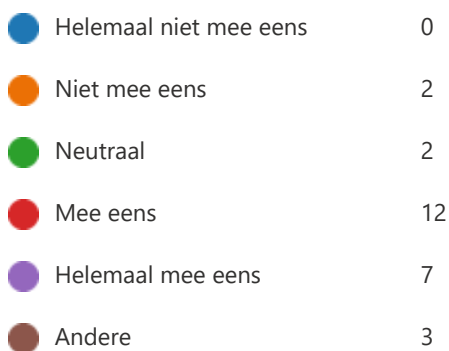 Helemaal niet mee eens 0
Niet mee eens 2
Neutraal 2
Mee eens 12
Helemaal mee eens 7
Andere 3